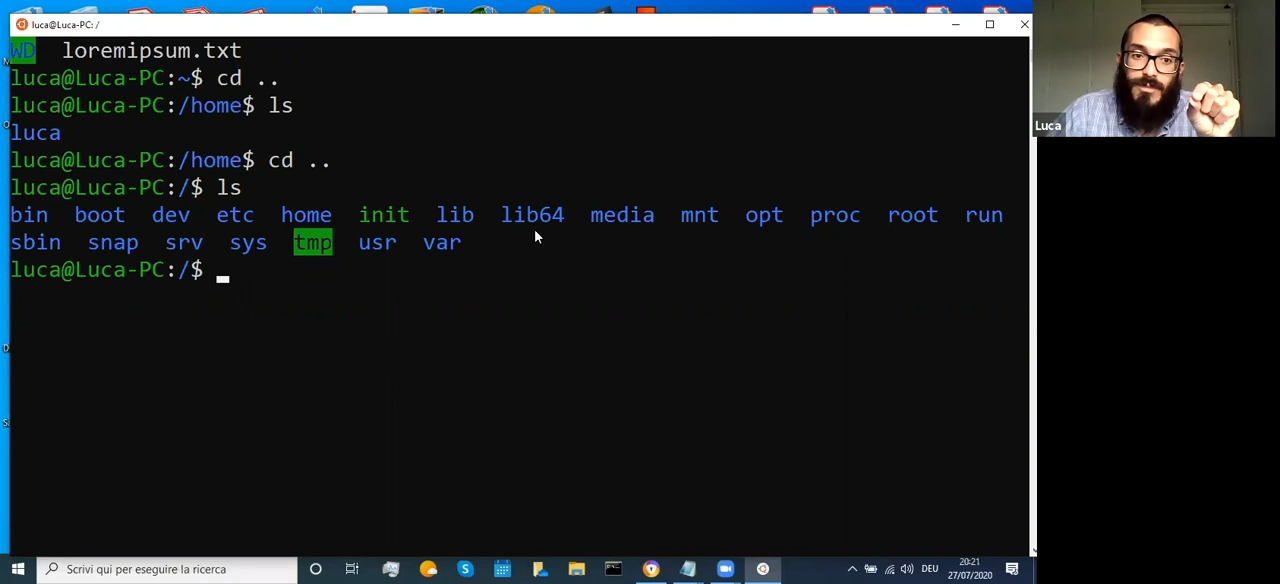 luca@Luca-PC: /
WD  loremipsum.txt
luca@Luca-PC:~$ cd ..
luca@Luca-PC:/home$ ls
luca
luca@Luca-PC:/home$ cd ..
luca@Luca-PC:/$ ls
bin  boot  dev  etc  home  init  lib  lib64  media  mnt  opt  proc  root  run
sbin  snap  srv  sys  tmp  usr  var
luca@Luca-PC:/$
Luca
Scrivi qui per eseguire la ricerca
DEU
20:21
27/07/2020